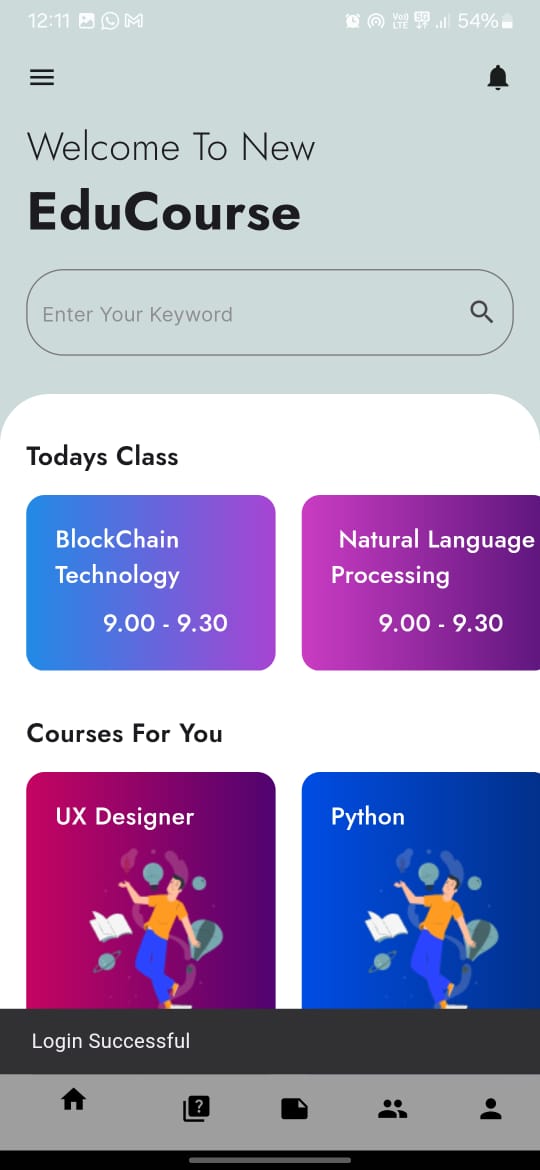 12:11
54%
Welcome To New
EduCourse
Enter Your Keyword
Todays Class
BlockChain
Technology
9.00 - 9.30
Natural Language
Processing
9.00 - 9.30
Courses For You
UX Designer
Python
Login Successful